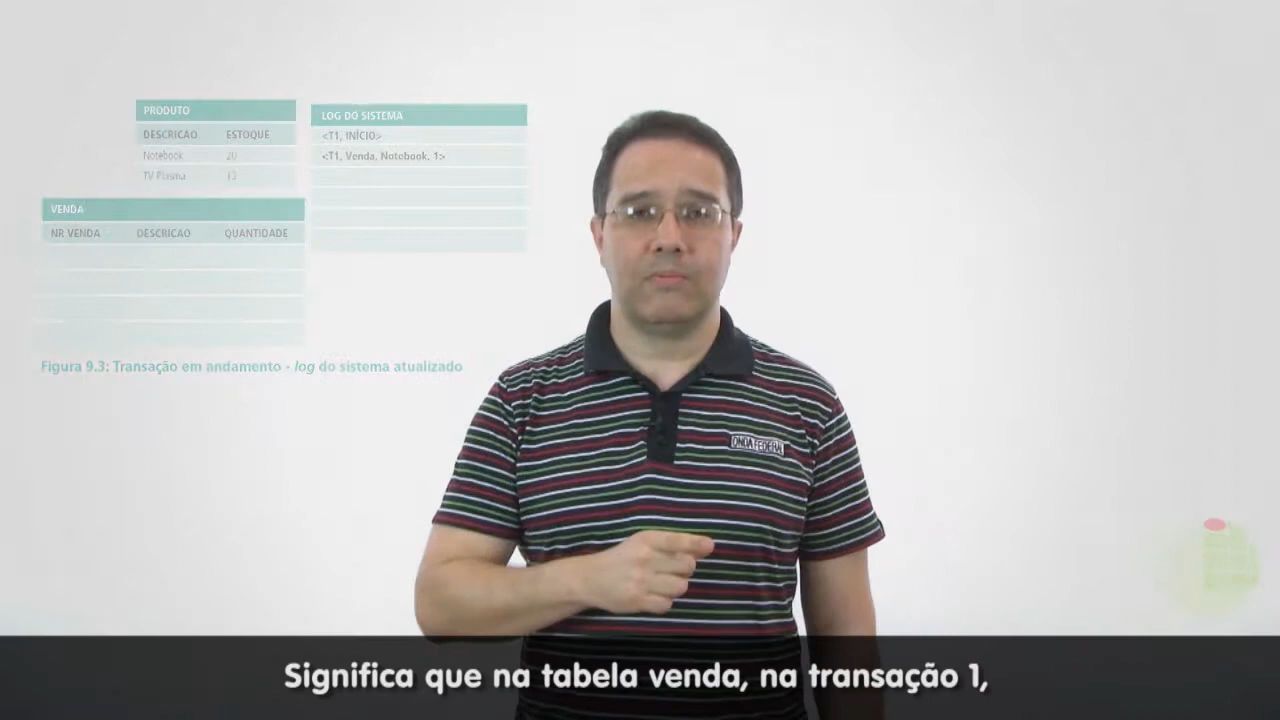 PRODUTO
DESCRICAO ESTOQUE
Notebook 20
TV Plasma 13
LOG DO SISTEMA
<T1, INÍCIO>
<T1, Venda, Notebook, 1>
VENDA
NR VENDA DESCRICAO QUANTIDADE
Figura 9.3: Transação em andamento - log do sistema atualizado
ONDA FEDERAL
Significa que na tabela venda, na transação 1,